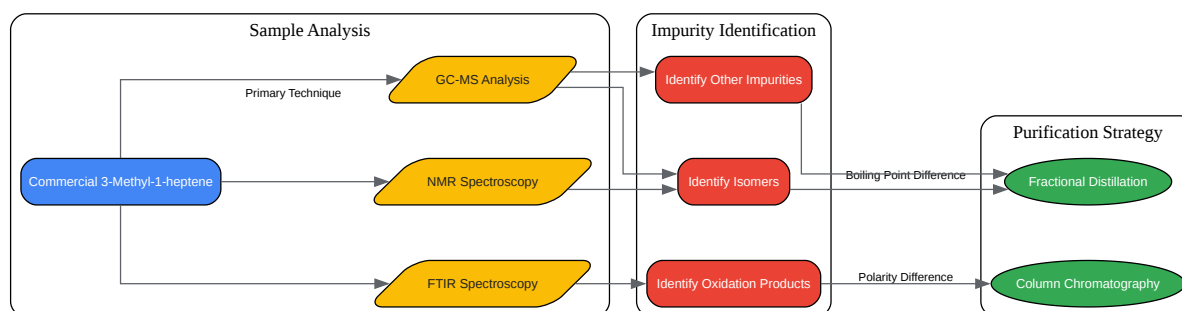 Sample Analysis
Impurity Identification
GC-MS Analysis
Identify Other Impurities
Primary Technique
Purification Strategy
Commercial 3-Methyl-1-heptene
NMR Spectroscopy
Identify Isomers
Boiling Point Difference
Fractional Distillation
FTIR Spectroscopy
Identify Oxidation Products
Polarity Difference
Column Chromatography